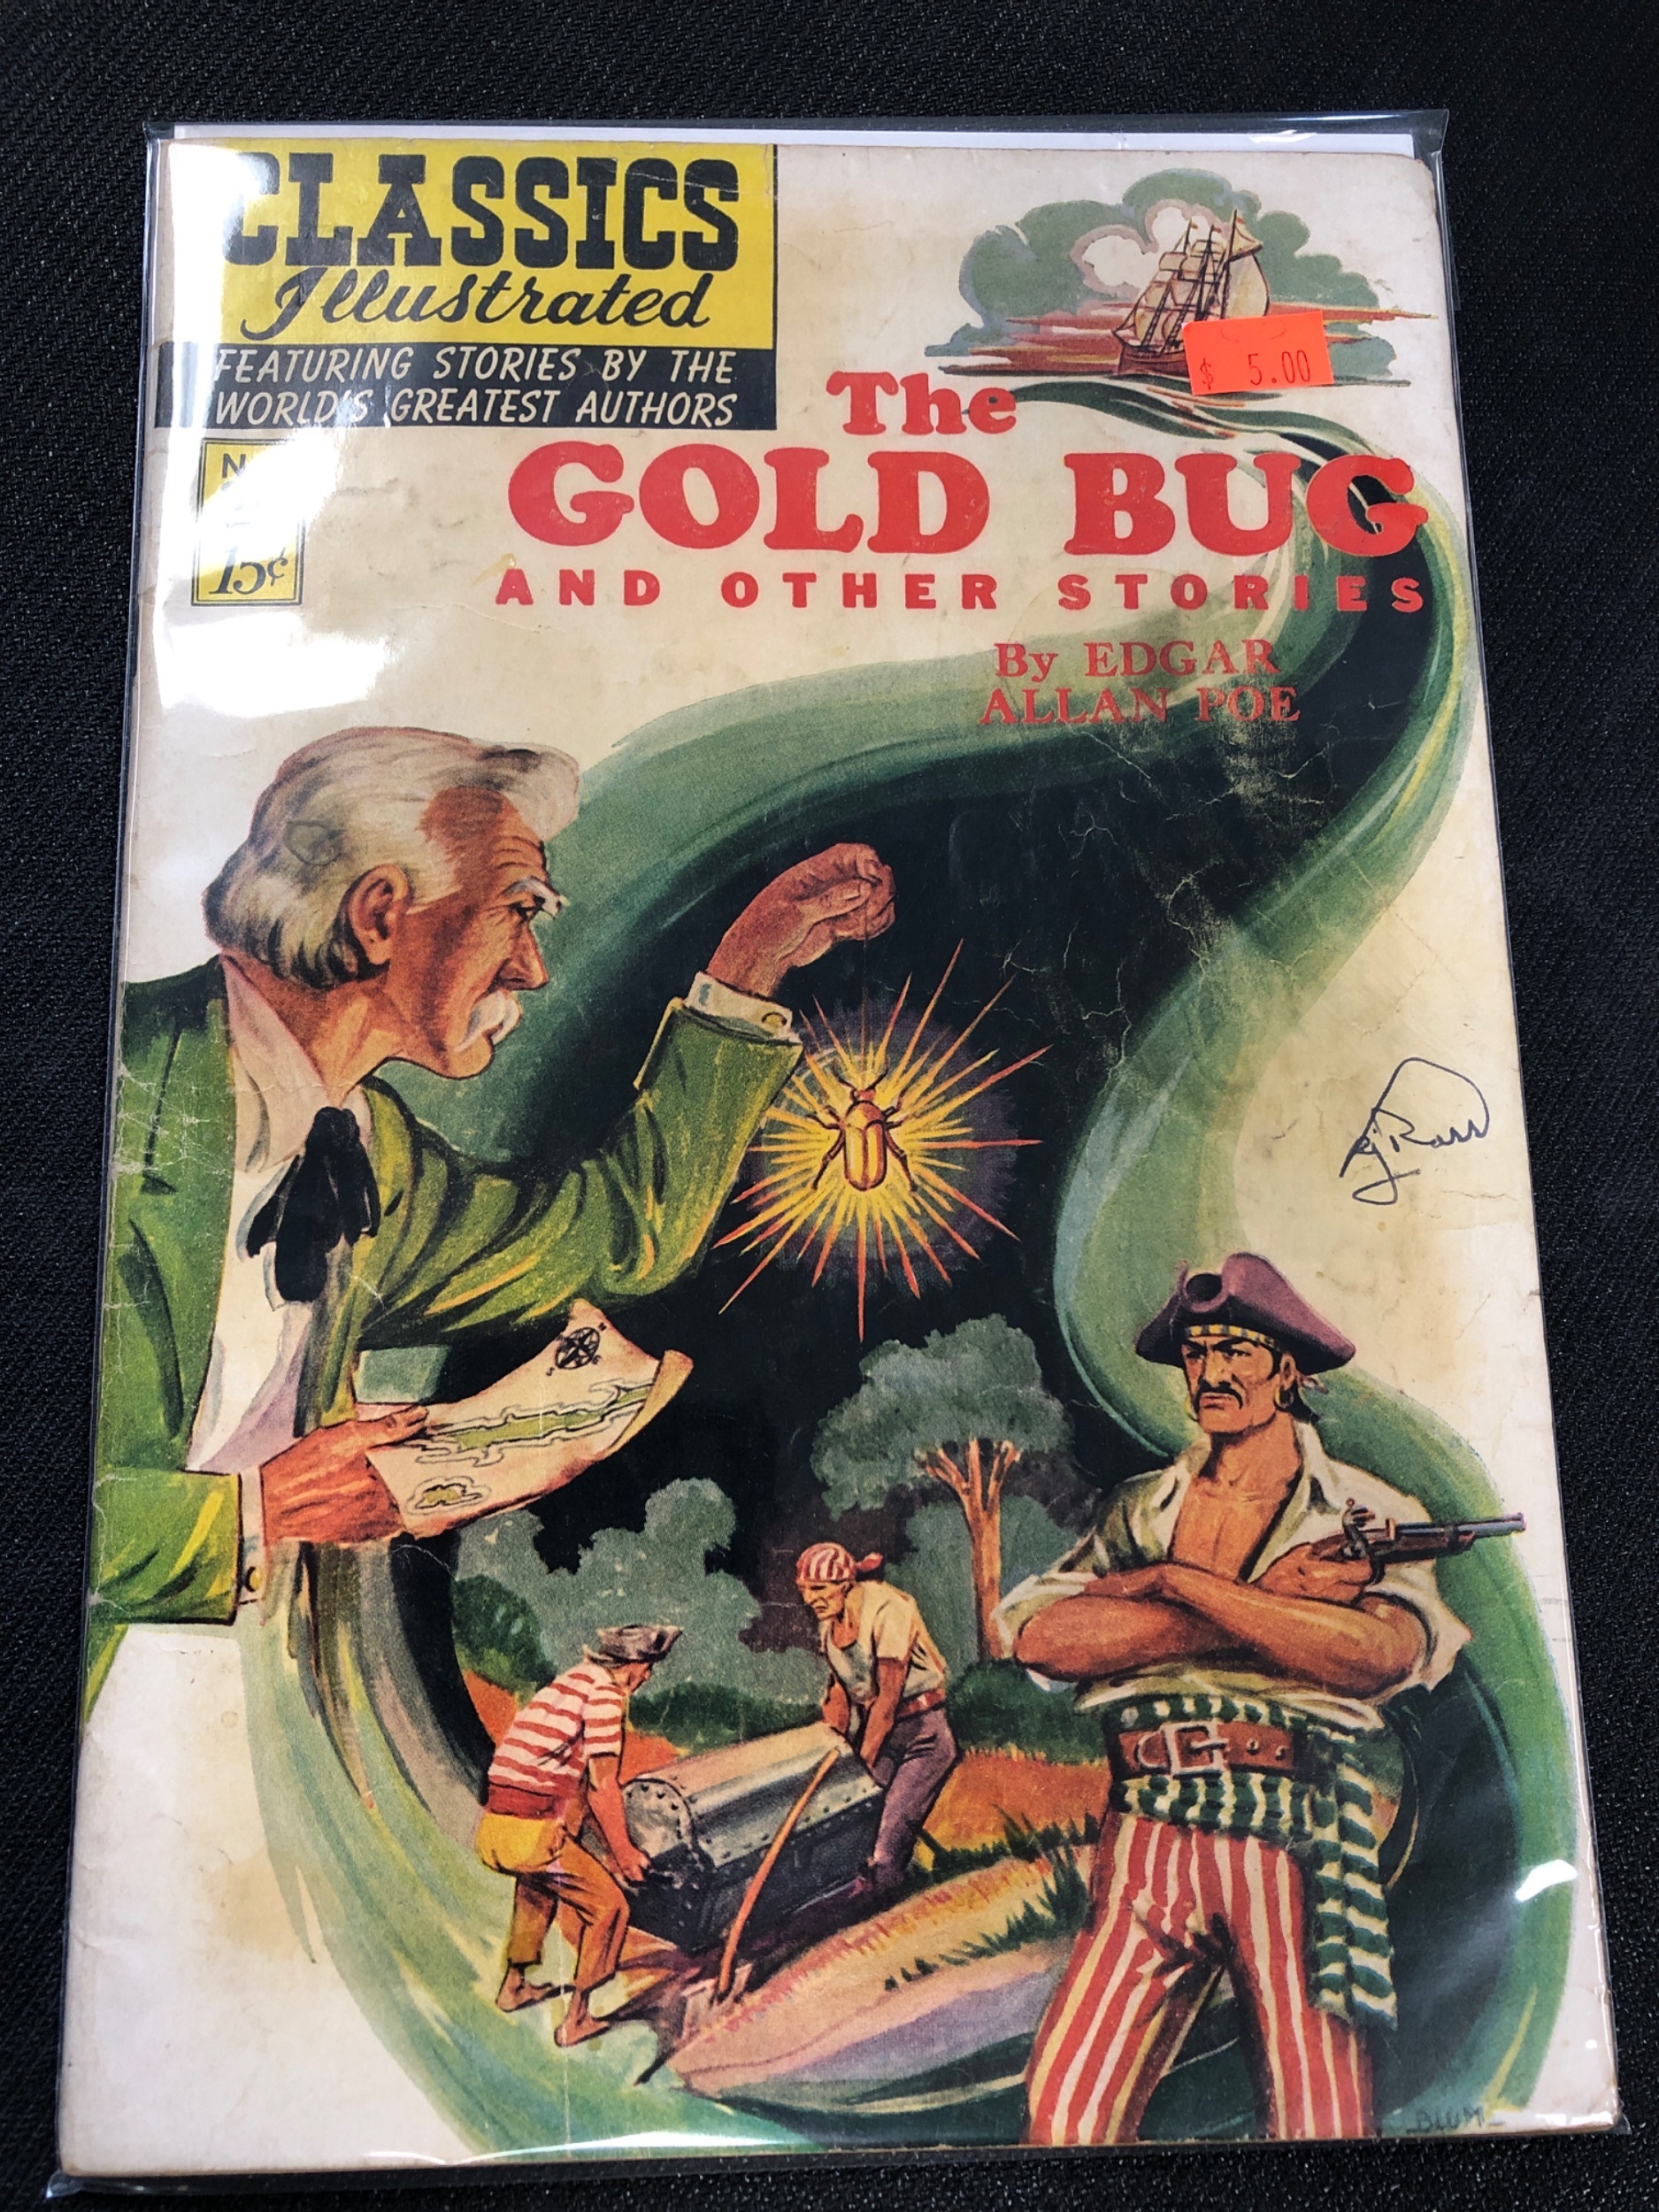 CLASSICS
Illustrated
FEATURING STORIES BY THE
WORLD'S GREATEST AUTHORS
15¢
$ 5.00
The
GOLD BUG
AND OTHER STORIES
By EDGAR
ALLAN POE
BLUM